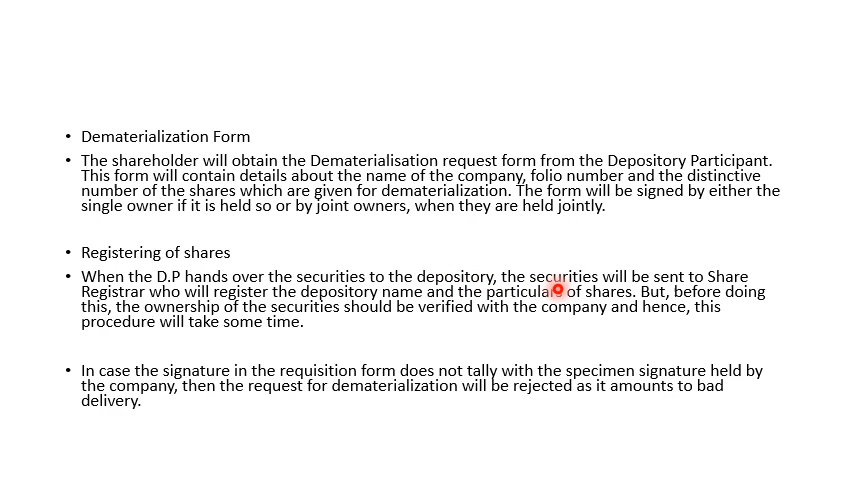 • Dematerialization Form
• The shareholder will obtain the Dematerialisation request form from the Depository Participant.
This form will contain details about the name of the company, folio number and the distinctive
number of the shares which are given for dematerialization. The form will be signed by either the
single owner if it is held so or by joint owners, when they are held jointly.
• Registering of shares
• When the D.P hands over the securities to the depository, the securities will be sent to Share
Registrar who will register the depository name and the particulars of shares. But, before doing
this, the ownership of the securities should be verified with the company and hence, this
procedure will take some time.
• In case the signature in the requisition form does not tally with the specimen signature held by
the company, then the request for dematerialization will be rejected as it amounts to bad
delivery.